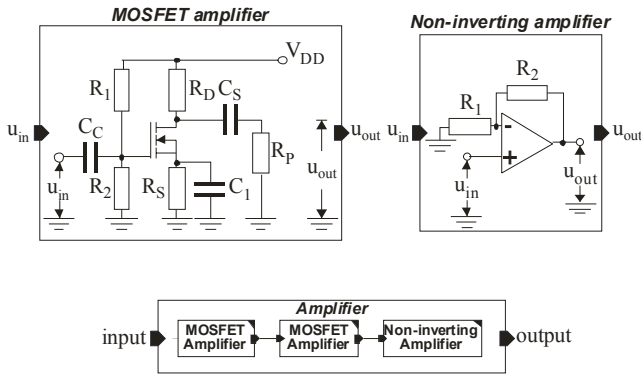 MOSFET amplifier
V_DD
R_1
R_D
C_S
u_in
C_C
u_in
R_2
R_S
C_1
R_P
u_out
u_out
Non-inverting amplifier
R_2
R_1
u_in
-
+
u_in
u_out
u_out
Amplifier
input
MOSFET
Amplifier
MOSFET
Amplifier
Non-inverting
Amplifier
output